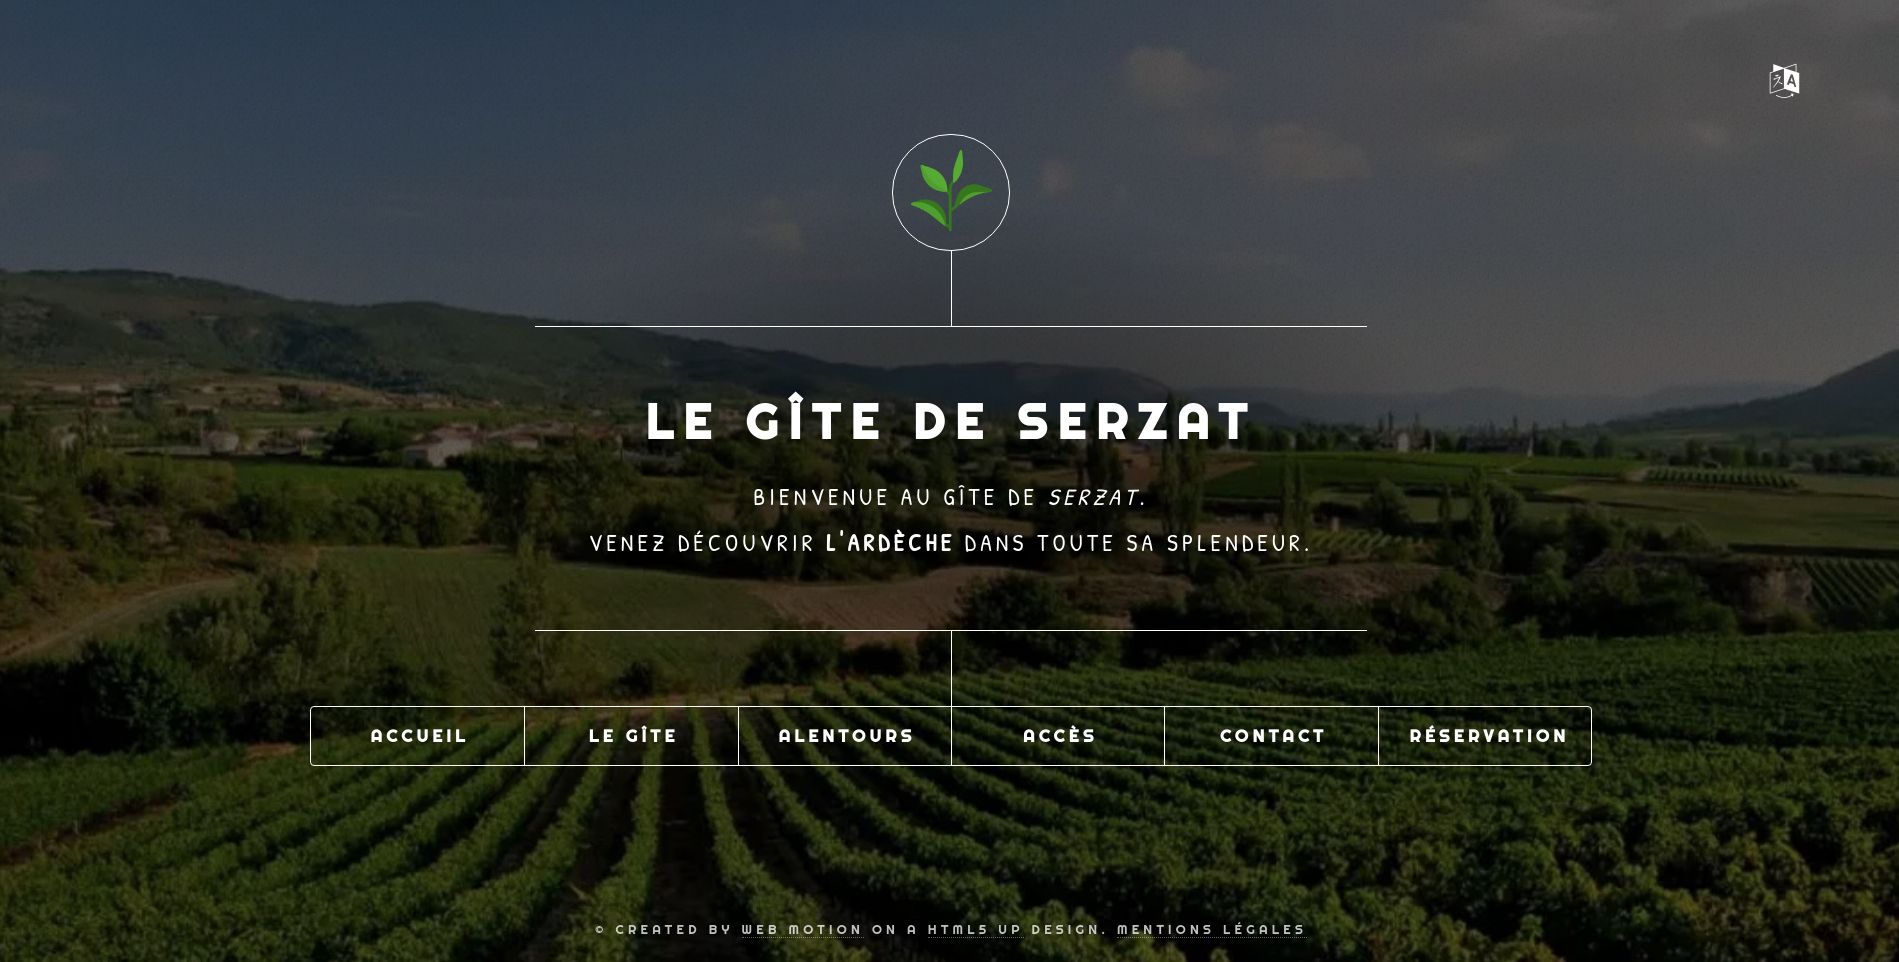 LE GÎTE DE SERZAT
BIENVENUE AU GÎTE DE SERZAT.
VENEZ DÉCOUVRIR L'ARDÈCHE DANS TOUTE SA SPLENDEUR.
ACCUEIL LE GÎTE ALENTOURS ACCÈS CONTACT RÉSERVATION
© CREATED BY WEB MOTION ON A HTML5 UP DESIGN. MENTIONS LÉGALES